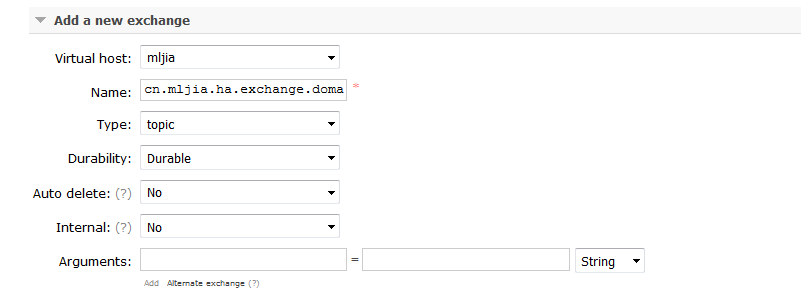 Add a new exchange
Virtual host: mljia
Name: cn.mljia.ha.exchange.doma *
Type: topic
Durability: Durable
Auto delete: (?) No
Internal: (?) No
Arguments: = String
Add Alternate exchange (?)